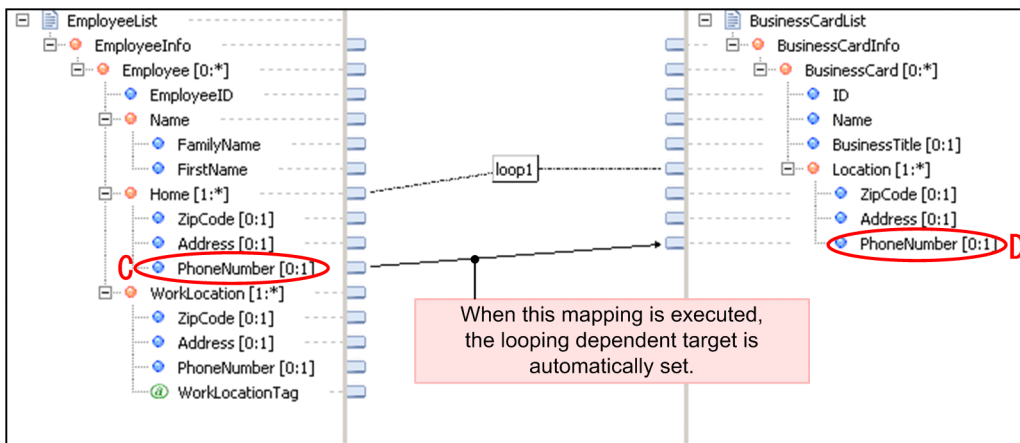 EmployeeList
EmployeeInfo
Employee [0:*]
EmployeeID
Name
FamilyName
FirstName
Home [1:*]
ZipCode [0:1]
Address [0:1]
C PhoneNumber [0:1]
WorkLocation [1:*]
ZipCode [0:1]
Address [0:1]
PhoneNumber [0:1]
@ WorkLocationTag
loop1
When this mapping is executed,
the looping dependent target is
automatically set.
BusinessCardList
BusinessCardInfo
BusinessCard [0:*]
ID
Name
BusinessTitle [0:1]
Location [1:*]
ZipCode [0:1]
Address [0:1]
PhoneNumber [0:1] D